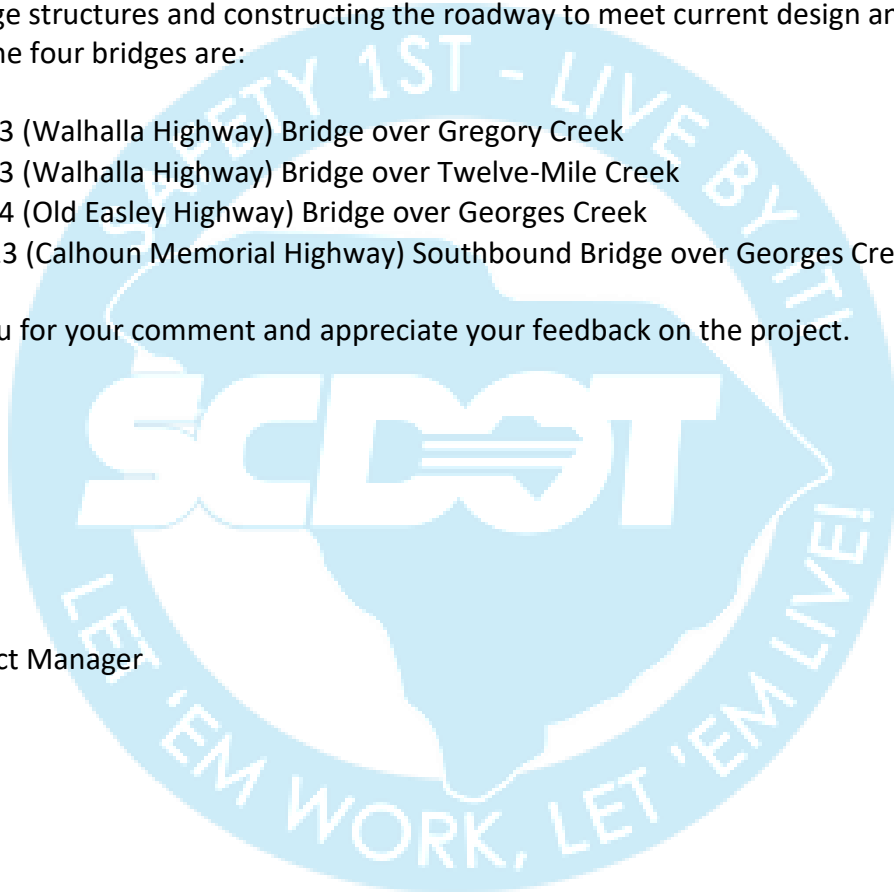 ge structures and constructing the roadway to meet current design an
he four bridges are:
3 (Walhalla Highway) Bridge over Gregory Creek
3 (Walhalla Highway) Bridge over Twelve-Mile Creek
4 (Old Easley Highway) Bridge over Georges Creek
3 (Calhoun Memorial Highway) Southbound Bridge over Georges Cre
u for your comment and appreciate your feedback on the project.
SAFETY 1ST - LIVE BY IT!
SCDOT
ct Manager
LET 'EM WORK, LET 'EM LIVE!